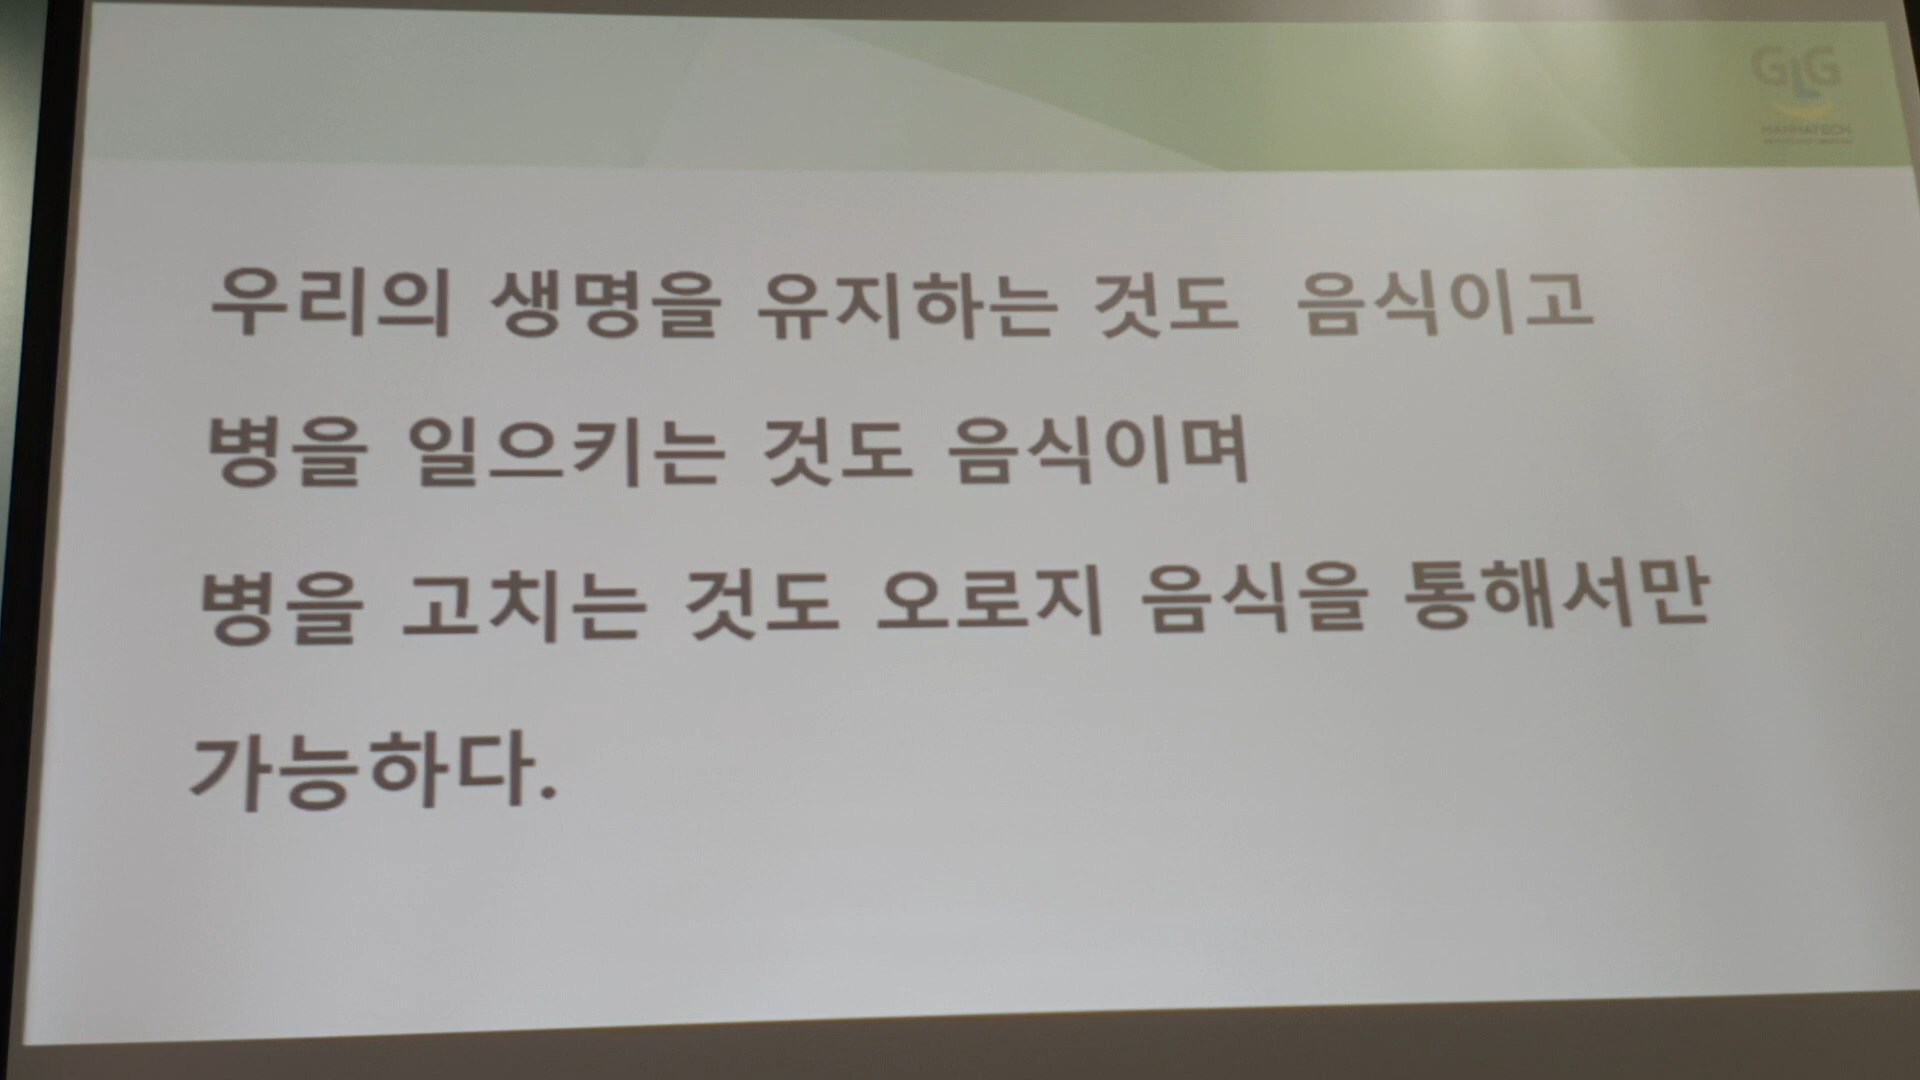 GLG
우리의 생명을 유지하는 것도 음식이고
병을 일으키는 것도 음식이며
병을 고치는 것도 오로지 음식을 통해서만
가능하다.